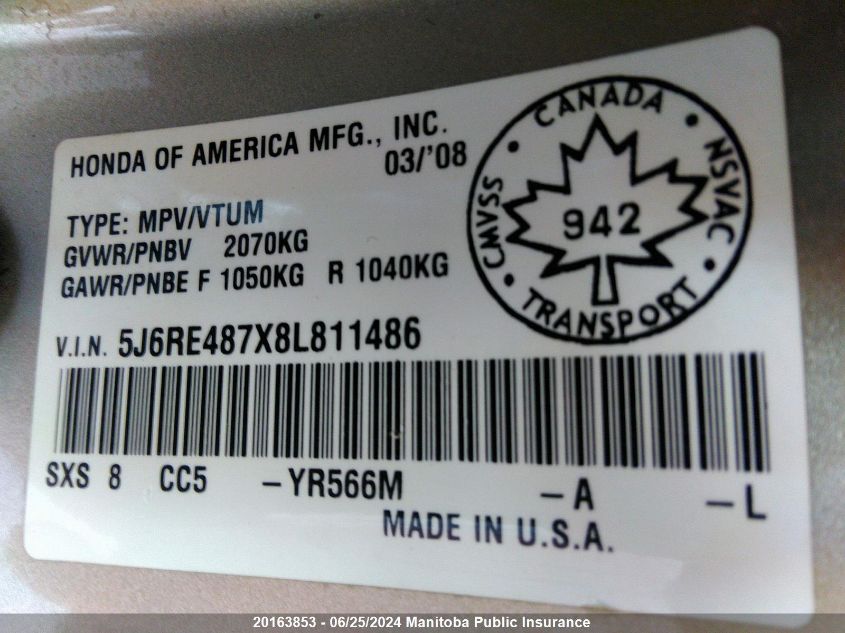 HONDA OF AMERICA MFG., INC.
03/'08
TYPE: MPV/VTUM
GVWR/PNBV 2070KG
GAWR/PNBE F 1050KG R 1040KG
V.I.N. 5J6RE487X8L811486
CANADA
CMVSS 942 NSVAC
TRANSPORT
SXS 8 CC5 -YR566M -A -L
MADE IN U.S.A.
20163853 - 06/25/2024 Manitoba Public Insurance